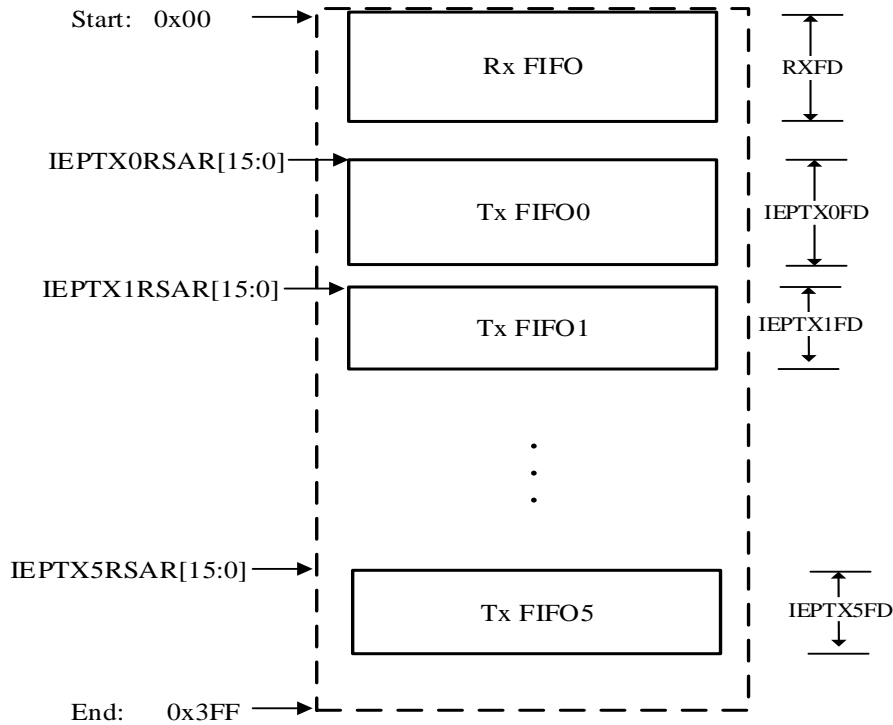 Start: 0x00
Rx FIFO
RXFD
IEPTX0RSAR[15:0]
Tx FIFO0
IEPTX0FD
IEPTX1RSAR[15:0]
Tx FIFO1
IEPTX1FD
IEPTX5RSAR[15:0]
Tx FIFO5
IEPTX5FD
End: 0x3FF